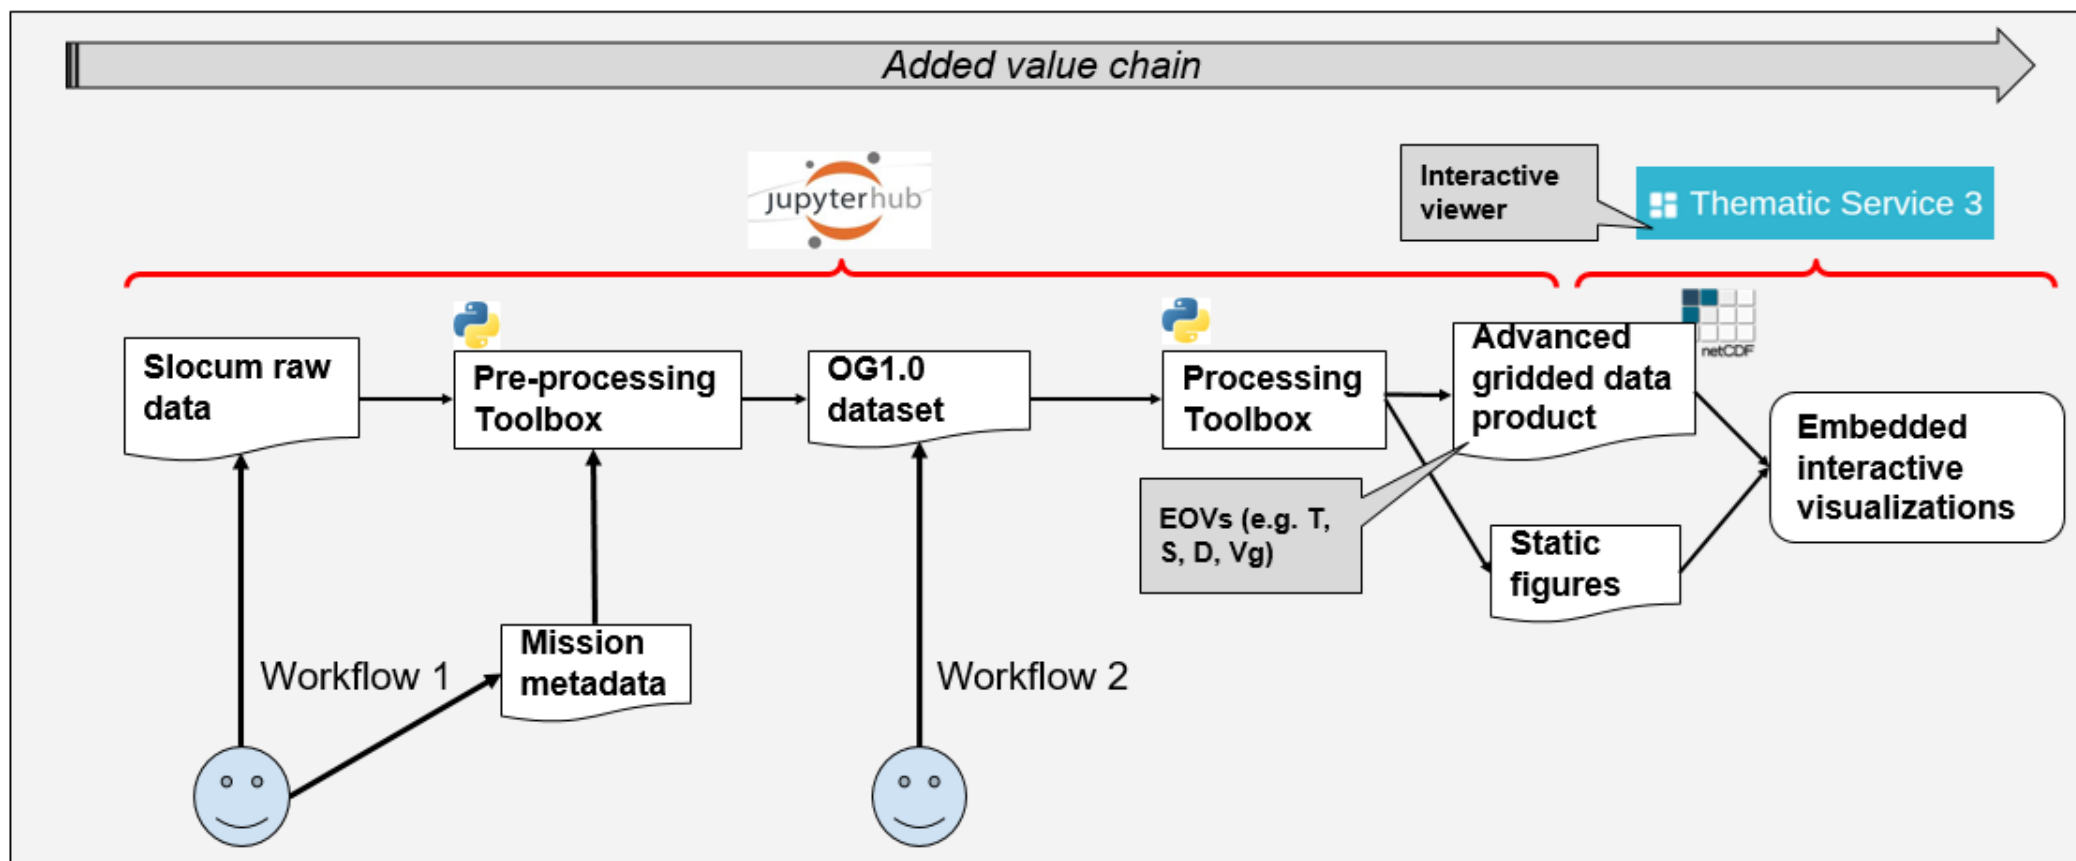 Added value chain
jupyterhub
Interactive
viewer
Thematic Service 3
Slocum raw
data
Pre-processing
Toolbox
OG1.0
dataset
Processing
Toolbox
Advanced
gridded data
product
netCDF
Embedded
interactive
visualizations
EOVs (e.g. T,
S, D, Vg)
Static
figures
Mission
metadata
Workflow 1
Workflow 2